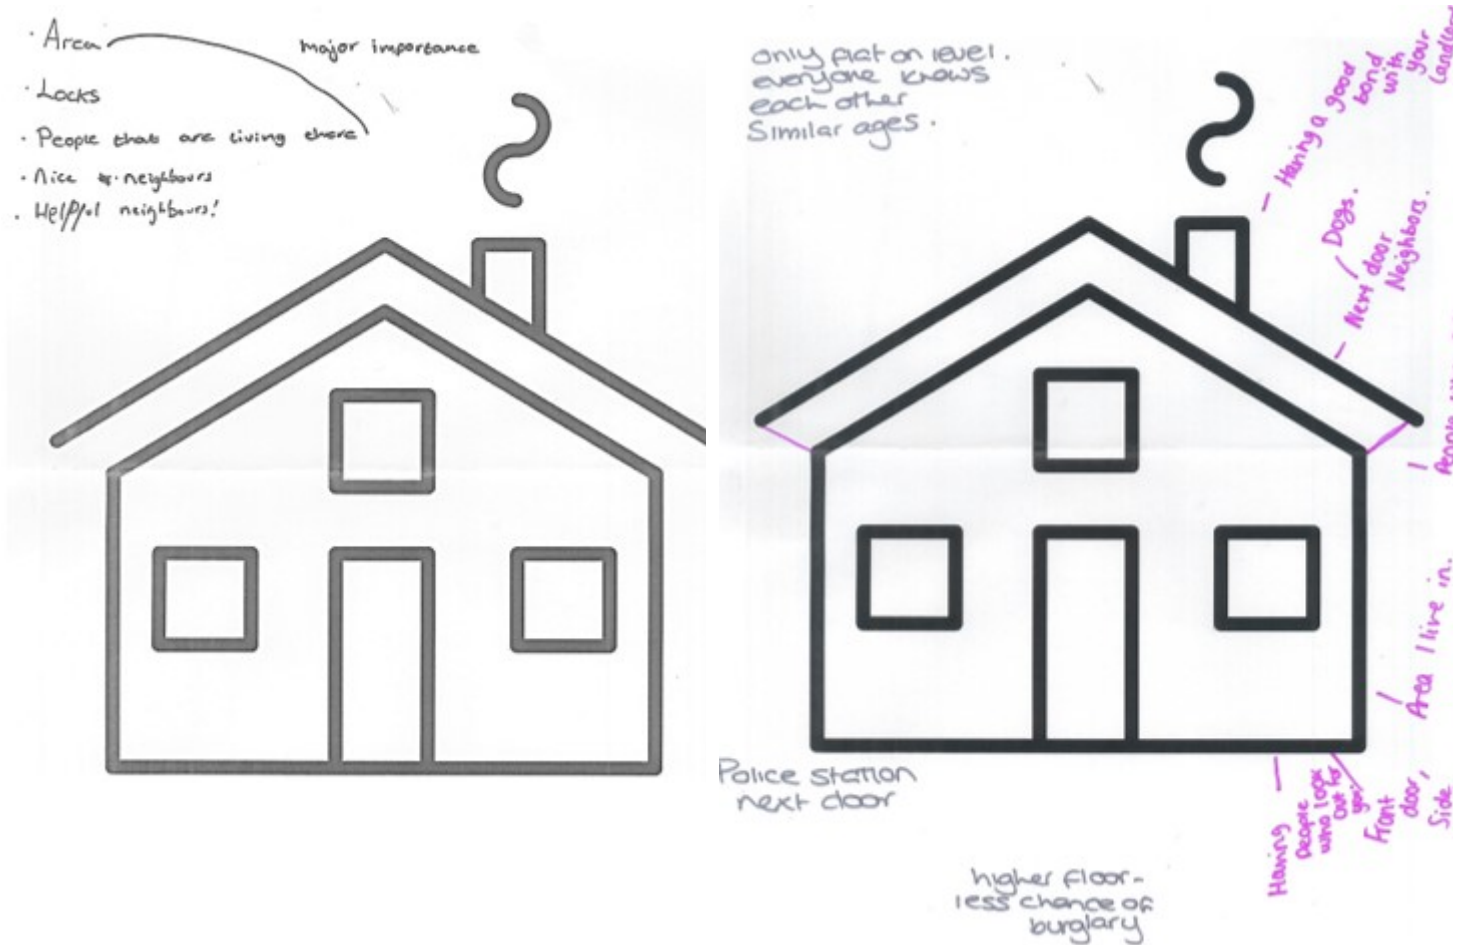 · Area
major importance
· Locks
· People that are living there
· Nice neighbours
· Helpful neighbours!
only flat on level.
everyone knows
each other
Similar ages.
– Having a good
bond
with
your
Landlord
Dogs.
– Next door
Neighbors.
People
– Area I live in.
Police station
next door
– Having
people
who look
out for
you.
Front
door,
Side
higher floor-
less chance of
burglary